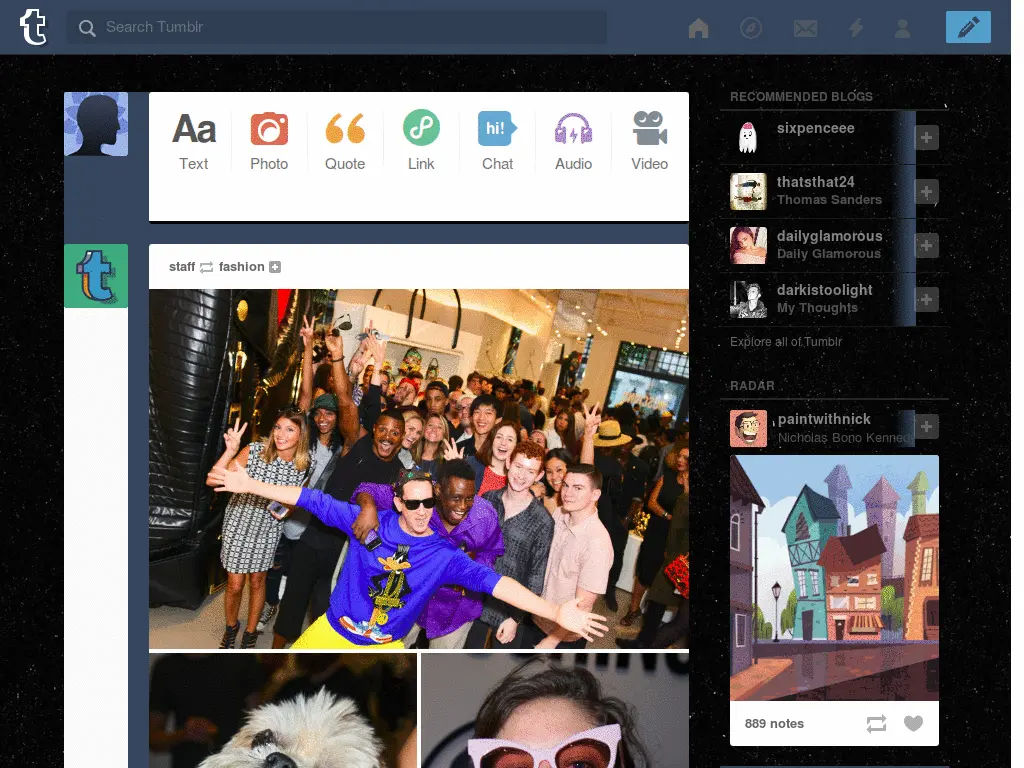 t Search Tumblr
Aa
hi!
Text Photo Quote Link Chat Audio Video
staff fashion
RECOMMENDED BLOGS
sixpenceee
thatsthat24
Thomas Sanders
dailyglamorous
Daily Glamorous
darkistoolight
My Thoughts
Explore all of Tumblr
RADAR
paintwithnick
Nicholas Bono Kenned
889 notes